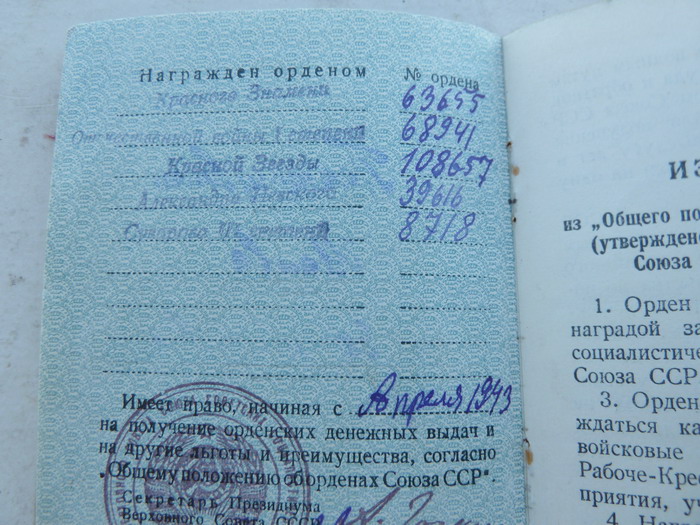 Награжден орденом № ордена
Красного Знамени 63655
Отечественной войны I степени 68941
Красной Звезды 108657
Александра Невского 39616
Суворова III степени 8718
Имеет право, начиная с Апреля 1943
на получение орденских денежных выдач и
на другие льготы и преимущества, согласно
„Общему положению об орденах Союза ССР".
Секретарь Президиума
Верховного Совета СССР
ИЗ
из „Общего по
(утвержден
Союза
1. Орден
наградой за
социалистиче
Союза ССР
3. Орден
ждаться ка
войсковые
Рабоче-Крес
приятия, у
4.